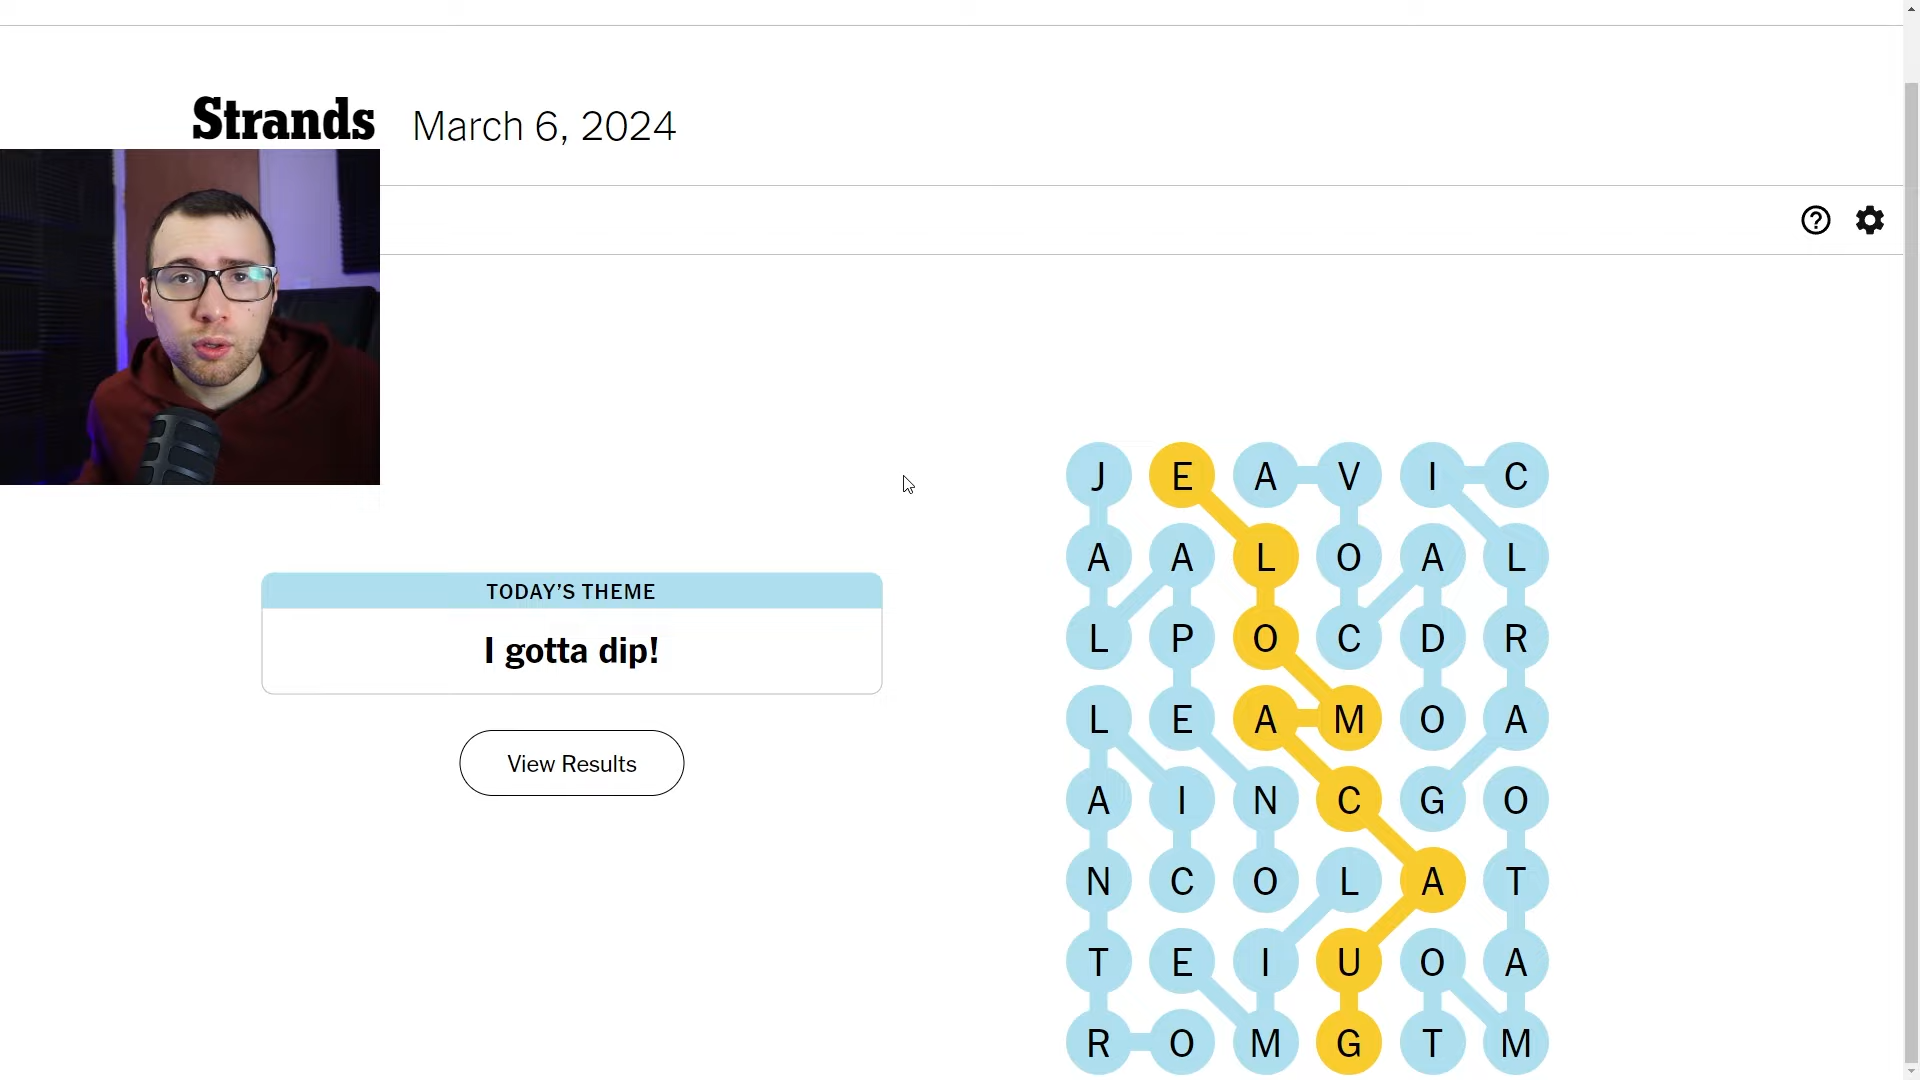 Strands March 6, 2024
TODAY'S THEME
I gotta dip!
View Results
J E A V I C
A A L O A L
L P O C D R
L E A M O A
A I N C G O
N C O L A T
T E I U O A
R O M G T M